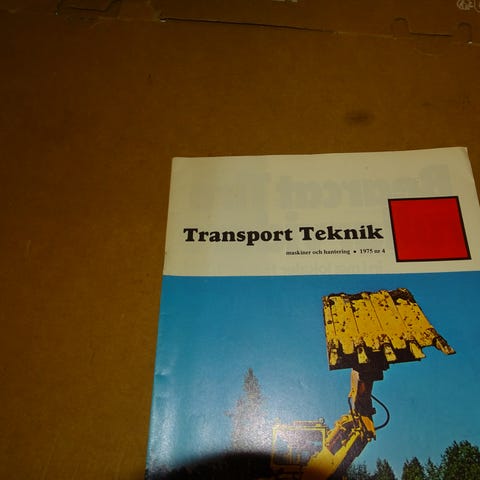 Transport Teknik
maskiner och hantering • 1975 nr 4